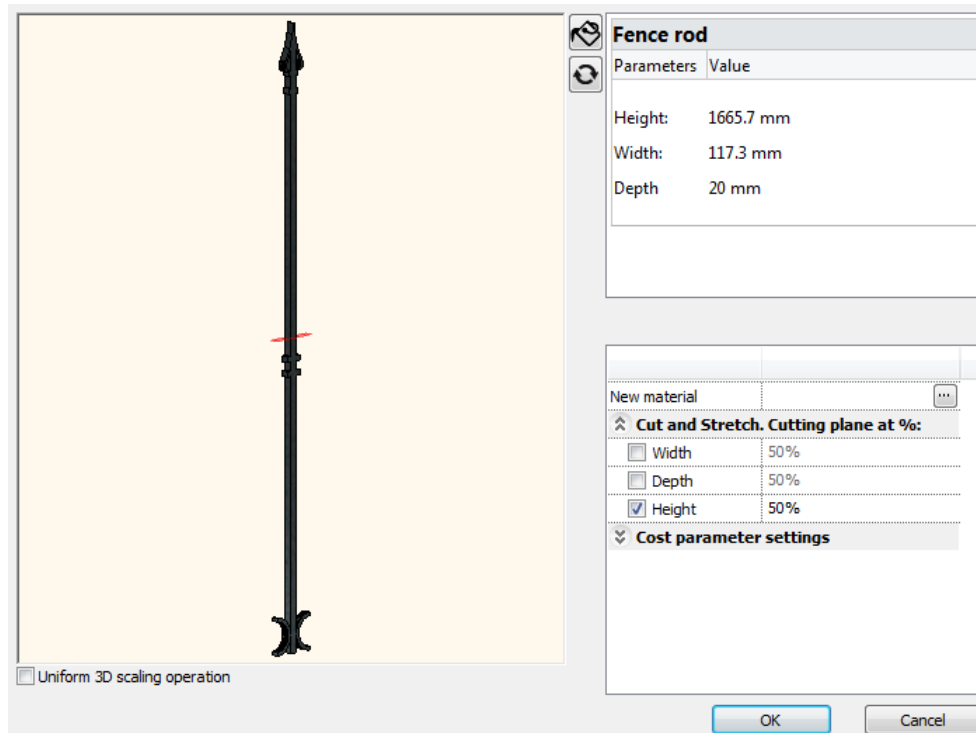 Fence rod
Parameters Value
Height: 1665.7 mm
Width: 117.3 mm
Depth 20 mm
New material ...
Cut and Stretch. Cutting plane at %:
Width 50%
Depth 50%
Height 50%
Cost parameter settings
Uniform 3D scaling operation
OK Cancel